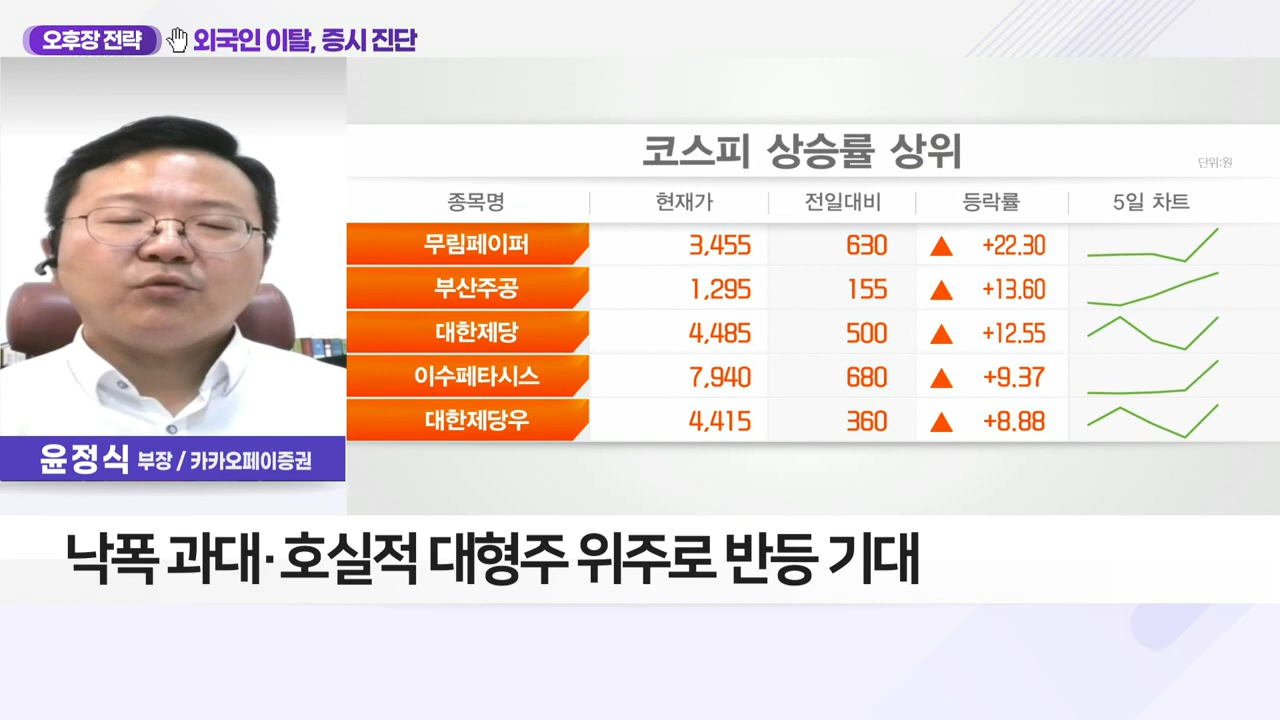 오후장 전략 외국인 이탈, 증시 진단
코스피 상승률 상위
단위:원
종목명 현재가 전일대비 등락률 5일 차트
무림페이퍼 3,455 630 ▲ +22.30
부산주공 1,295 155 ▲ +13.60
대한제당 4,485 500 ▲ +12.55
이수페타시스 7,940 680 ▲ +9.37
대한제당우 4,415 360 ▲ +8.88
윤정식 부장 / 카카오페이증권
낙폭 과대·호실적 대형주 위주로 반등 기대